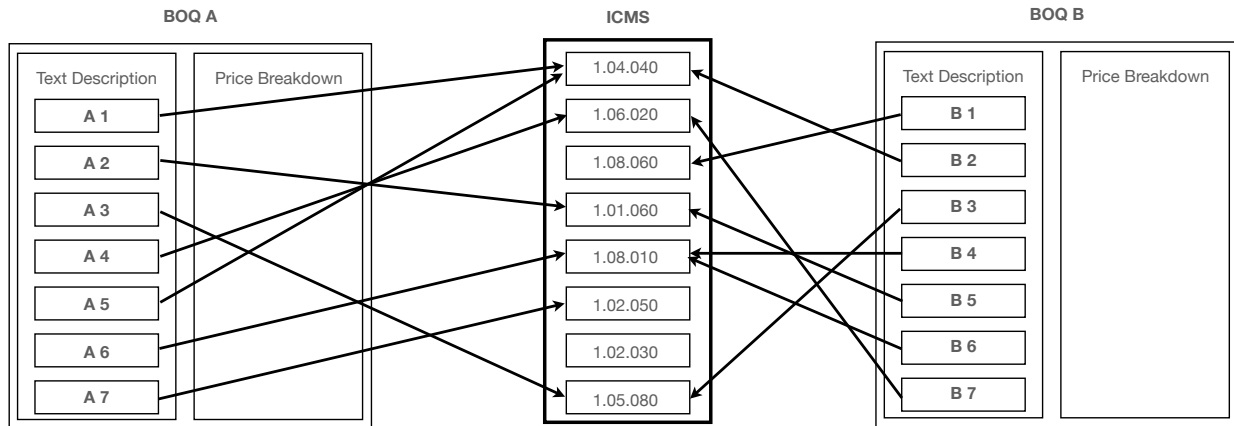 BOQ A
ICMS
BOQ B
Text Description
Price Breakdown
A 1
A 2
A 3
A 4
A 5
A 6
A 7
1.04.040
1.06.020
1.08.060
1.01.060
1.08.010
1.02.050
1.02.030
1.05.080
Text Description
Price Breakdown
B 1
B 2
B 3
B 4
B 5
B 6
B 7